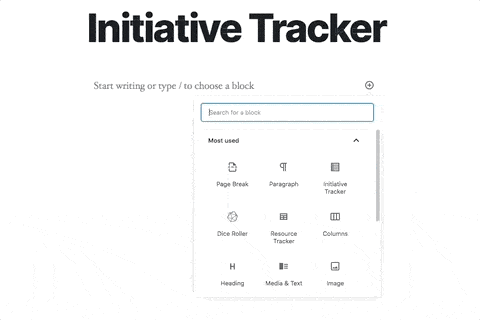 Initiative Tracker
Start writing or type / to choose a block
Search for a block
Most used
Page Break
Paragraph
Initiative
Tracker
Dice Roller
Resource
Tracker
Columns
Heading
Media & Text
Image